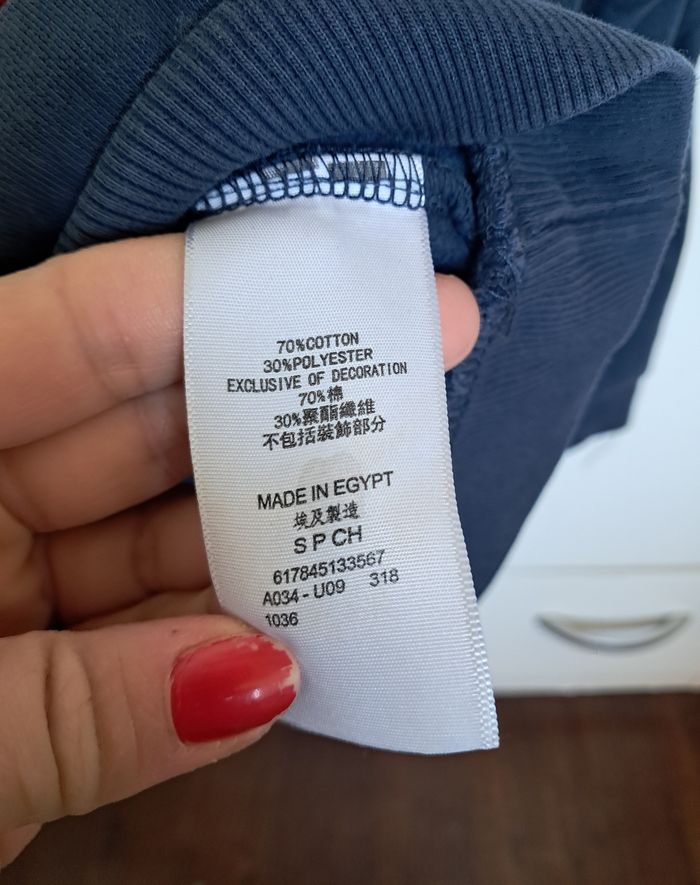 70%COTTON
30%POLYESTER
EXCLUSIVE OF DECORATION
70%棉
30%聚酯纖維
不包括裝飾部分
MADE IN EGYPT
埃及製造
S P CH
617845133567
A034 - U09 318
1036